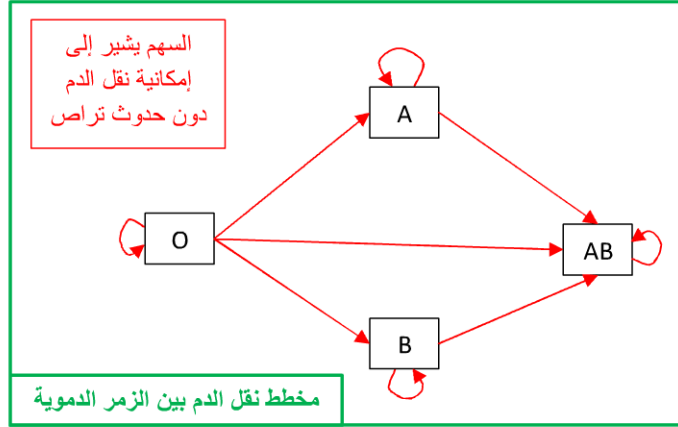 السهم يشير إلى
إمكانية نقل الدم
دون حدوث تراص
A
O
AB
B
مخطط نقل الدم بين الزمر الدموية